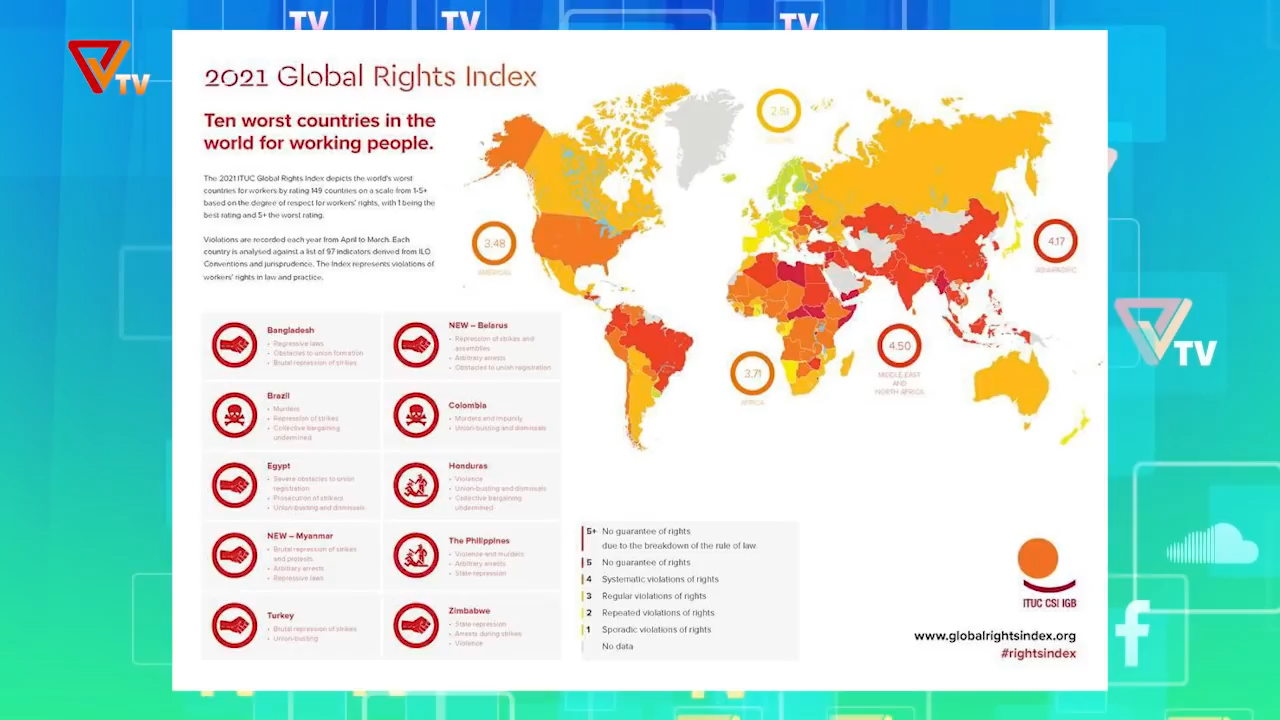 TV
TV
TV
TV
2021 Global Rights Index
Ten worst countries in the
world for working people.
The 2021 ITUC Global Rights Index depicts the world's worst
countries for workers by rating 149 countries on a scale from 1-5+
based on the degree of respect for workers' rights, with 1 being the
best rating and 5+ the worst rating.
Violations are recorded each year from April to March. Each
country is analysed against a list of 97 indicators derived from ILO
Conventions and jurisprudence. The Index represents violations of
workers' rights in law and practice.
2.51
EUROPE
3.48
AMERICAS
4.17
ASIA-PACIFIC
4.50
MIDDLE EAST
AND
NORTH AFRICA
3.71
AFRICA
TV
Bangladesh
• Regressive laws
• Obstacles to union formation
• Brutal repression of strikes
NEW – Belarus
• Repression of strikes and
assemblies
• Arbitrary arrests
• Obstacles to union registration
Brazil
• Murders
• Repression of strikes
• Collective bargaining
undermined
Colombia
• Murders and impunity
• Union-busting and dismissals
Egypt
• Severe obstacles to union
registration
• Prosecution of strikers
• Union-busting and dismissals
Honduras
• Violence
• Union-busting and dismissals
• Collective bargaining
undermined
NEW – Myanmar
• Brutal repression of strikes
and protests
• Arbitrary arrests
• Repressive laws
The Philippines
• Violence and murders
• Arbitrary arrests
• State repression
Turkey
• Brutal repression of strikes
• Union-busting
Zimbabwe
• State repression
• Arrests during strikes
• Violence
5+ No guarantee of rights
due to the breakdown of the rule of law
5 No guarantee of rights
4 Systematic violations of rights
3 Regular violations of rights
2 Repeated violations of rights
1 Sporadic violations of rights
No data
ITUC CSI IGB
www.globalrightsindex.org
#rightsindex